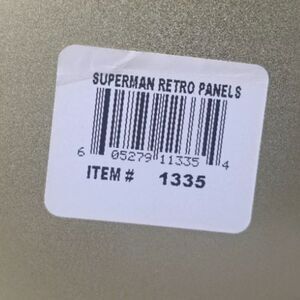 SUPERMAN RETRO PANELS
6 05279 11335 4
ITEM # 1335